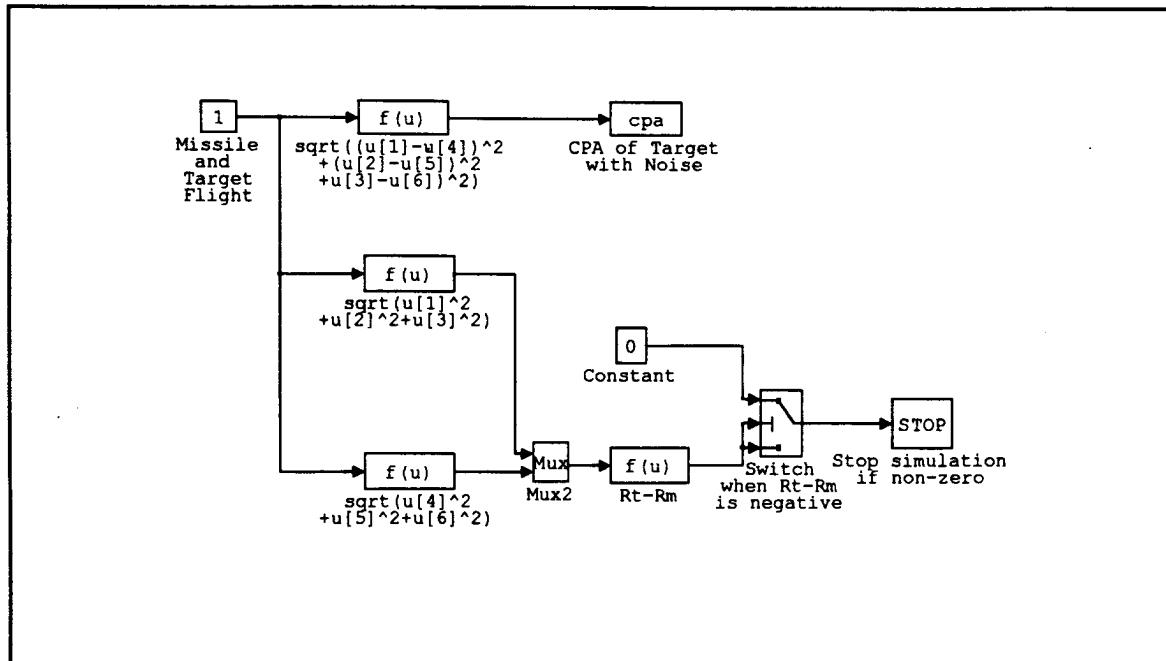 1
Missile
and
Target
Flight
f(u)
sqrt((u[1]-u[4])^2
+(u[2]-u[5])^2
+u[3]-u[6])^2)
cpa
CPA of Target
with Noise
f(u)
sqrt(u[1]^2
+u[2]^2+u[3]^2)
0
Constant
f(u)
sqrt(u[4]^2
+u[5]^2+u[6]^2)
Mux
Mux2
f(u)
Rt-Rm
Switch
when Rt-Rm
is negative
STOP
Stop simulation
if non-zero